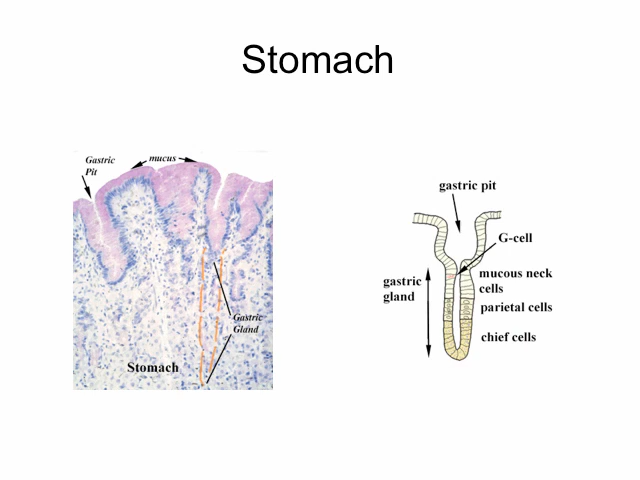 Stomach
Gastric
Pit
mucus
Gastric
Gland
Stomach
gastric pit
G-cell
gastric
gland
mucous neck
cells
parietal cells
chief cells